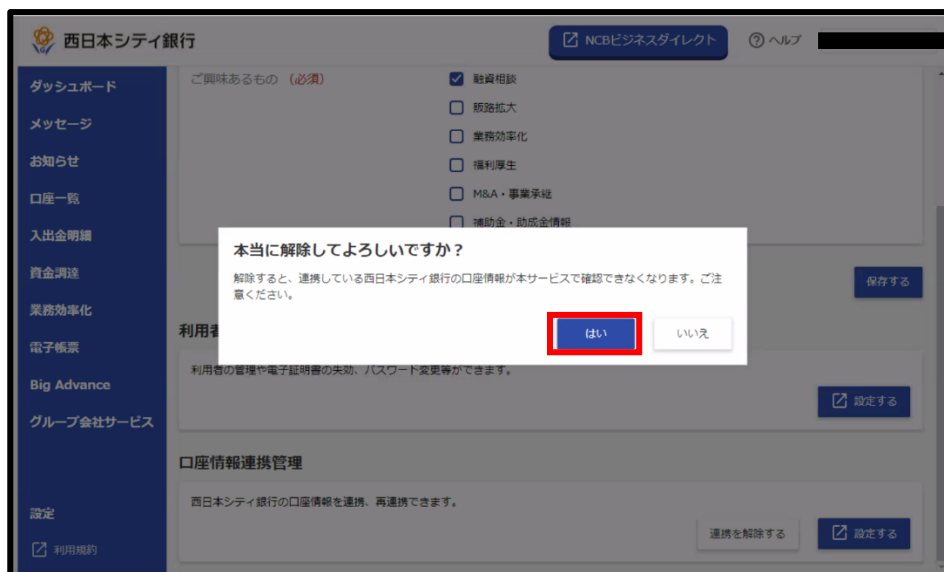 西日本シティ銀行
NCBビジネスダイレクト
ヘルプ
ダッシュボード
メッセージ
お知らせ
口座一覧
入出金明細
資金調達
業務効率化
電子帳票
Big Advance
グループ会社サービス
設定
利用規約
ご興味あるもの (必須)
融資相談
販路拡大
業務効率化
福利厚生
M&A・事業承継
補助金・助成金情報
本当に解除してよろしいですか？
解除すると、連携している西日本シティ銀行の口座情報が本サービスで確認できなくなります。ご注
意ください。
はい
いいえ
保存する
利用者
利用者の管理や電子証明書の失効、パスワード変更等ができます。
設定する
口座情報連携管理
西日本シティ銀行の口座情報を連携、再連携できます。
連携を解除する
設定する